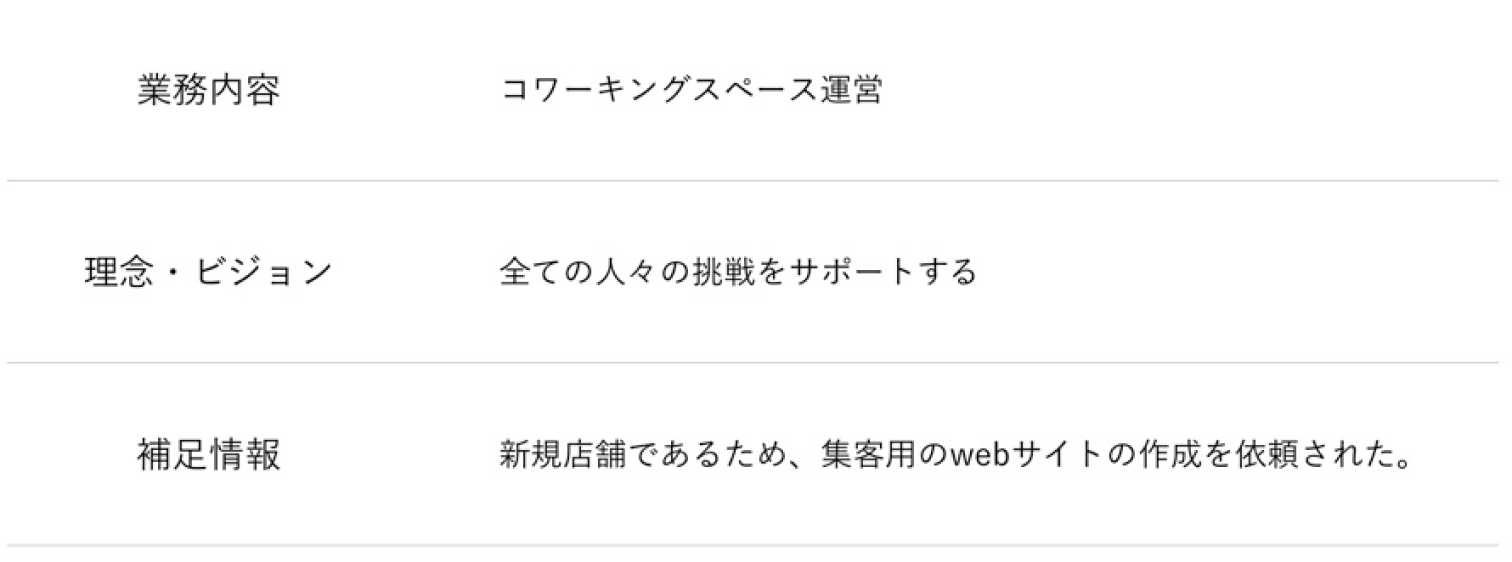 業務内容 コワーキングスペース運営
理念・ビジョン 全ての人々の挑戦をサポートする
補足情報 新規店舗であるため、集客用のwebサイトの作成を依頼された。